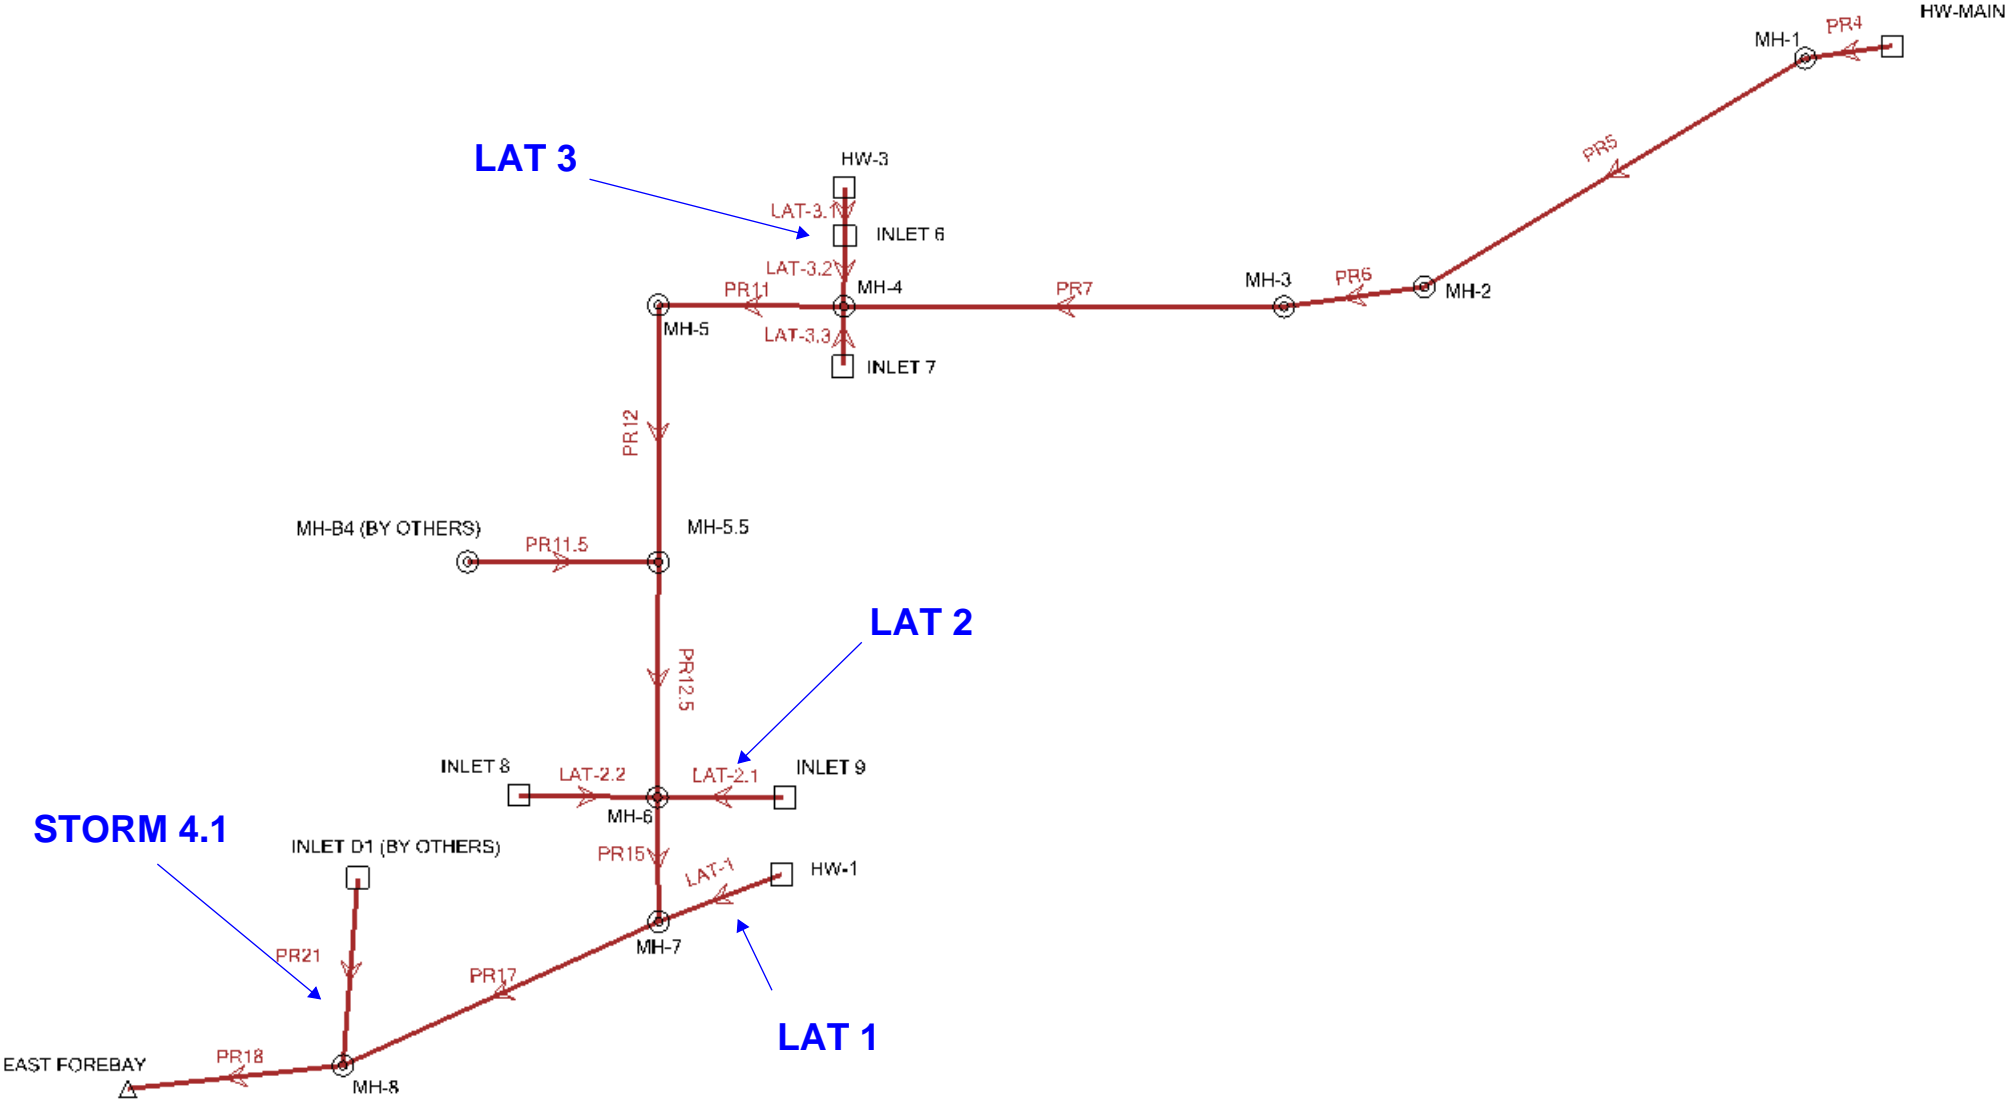 HW-MAIN
PR4
MH-1
PR5
LAT 3
HW-3
LAT-3.1
INLET 6
LAT-3.2
MH-4
PR11
PR7
MH-3
PR6
MH-2
MH-5
LAT-3.3
INLET 7
PR12
MH-B4 (BY OTHERS)
MH-5.5
PR11.5
LAT 2
PR12.5
INLET 8
LAT-2.2
LAT-2.1
INLET 9
MH-6
STORM 4.1
INLET D1 (BY OTHERS)
PR15
LAT-1
HW-1
MH-7
PR21
PR17
LAT 1
EAST FOREBAY
PR18
MH-8